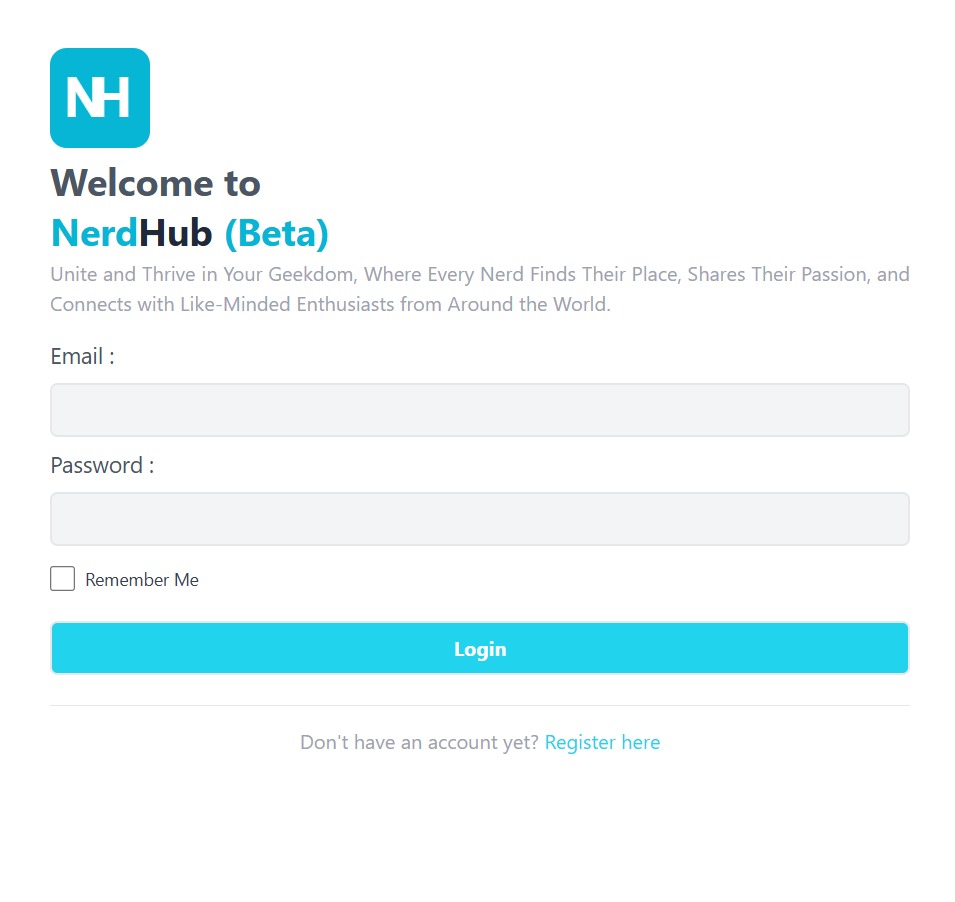 NH
Welcome to
NerdHub (Beta)
Unite and Thrive in Your Geekdom, Where Every Nerd Finds Their Place, Shares Their Passion, and
Connects with Like-Minded Enthusiasts from Around the World.
Email :
Password :
Remember Me
Login
Don't have an account yet? Register here